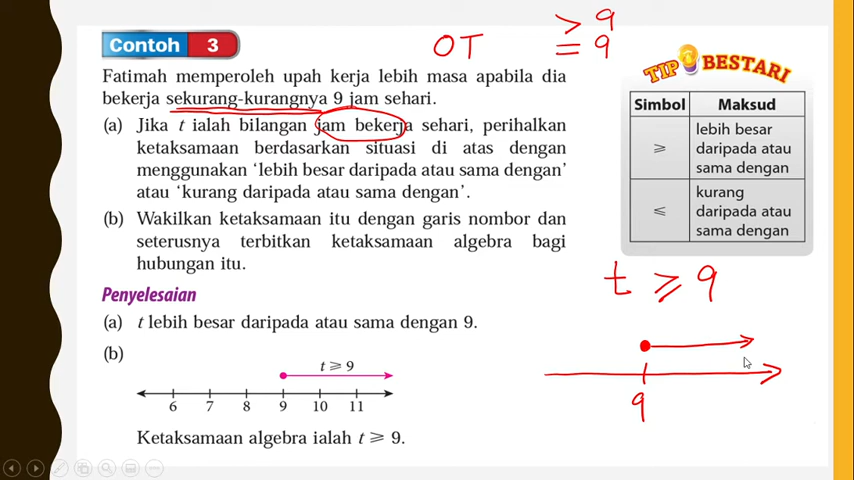 Contoh 3
OT
> 9
= 9
Fatimah memperoleh upah kerja lebih masa apabila dia
bekerja sekurang-kurangnya 9 jam sehari.
(a) Jika t ialah bilangan jam bekerja sehari, perihalkan
ketaksamaan berdasarkan situasi di atas dengan
menggunakan ‘lebih besar daripada atau sama dengan’
atau ‘kurang daripada atau sama dengan’.
(b) Wakilkan ketaksamaan itu dengan garis nombor dan
seterusnya terbitkan ketaksamaan algebra bagi
hubungan itu.
Penyelesaian
(a) t lebih besar daripada atau sama dengan 9.
(b)
t ⩾ 9
6 7 8 9 10 11
Ketaksamaan algebra ialah t ⩾ 9.
TIP BESTARI
Simbol Maksud
⩾ lebih besar
daripada atau
sama dengan
⩽ kurang
daripada atau
sama dengan
t ⩾ 9
9